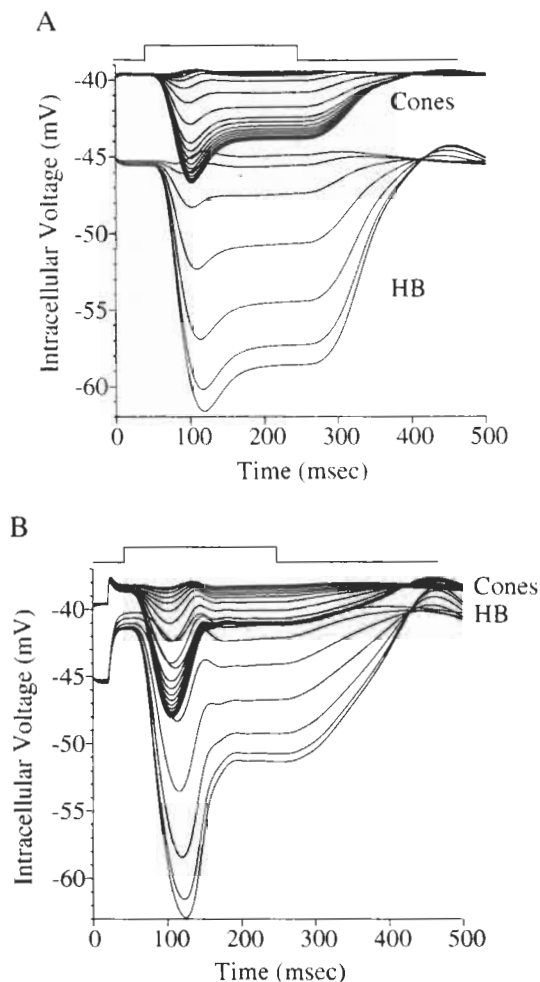 A
-40
-45
-50
-55
-60
Intracellular Voltage (mV)
Cones
HB
0 100 200 300 400 500
Time (msec)
B
-40
-45
-50
-55
-60
Intracellular Voltage (mV)
Cones
HB
0 100 200 300 400 500
Time (msec)